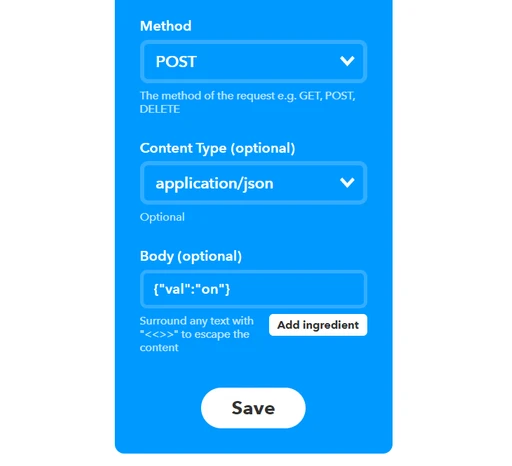 Method
POST
The method of the request e.g. GET, POST,
DELETE
Content Type (optional)
application/json
Optional
Body (optional)
{"val":"on"}
Surround any text with
"<<>>" to escape the
content
Add ingredient
Save